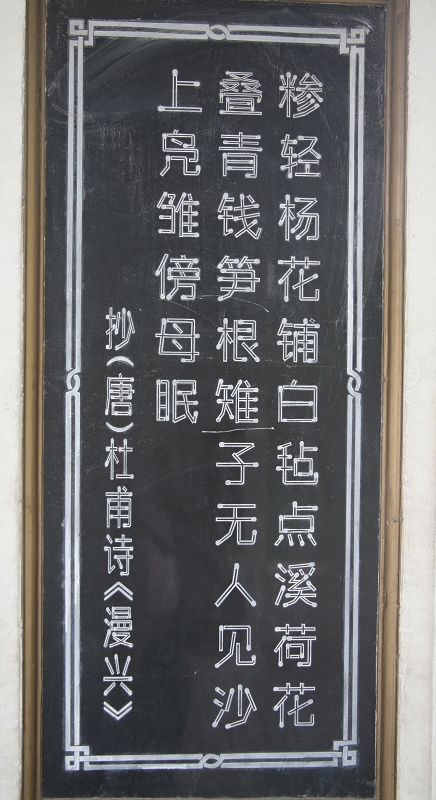 糁轻杨花铺白毡点溪荷花
叠青钱笋根雉子无人见沙
上凫雏傍母眠
抄(唐)杜甫诗《漫兴》